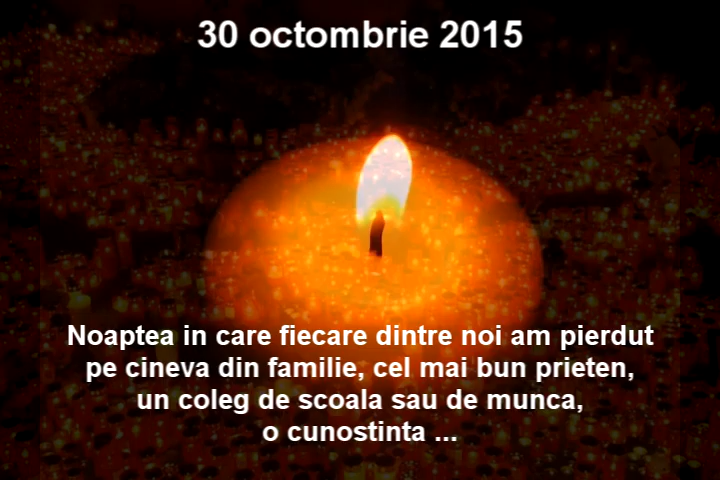 30 octombrie 2015
Noaptea in care fiecare dintre noi am pierdut
pe cineva din familie, cel mai bun prieten,
un coleg de scoala sau de munca,
o cunostinta ...